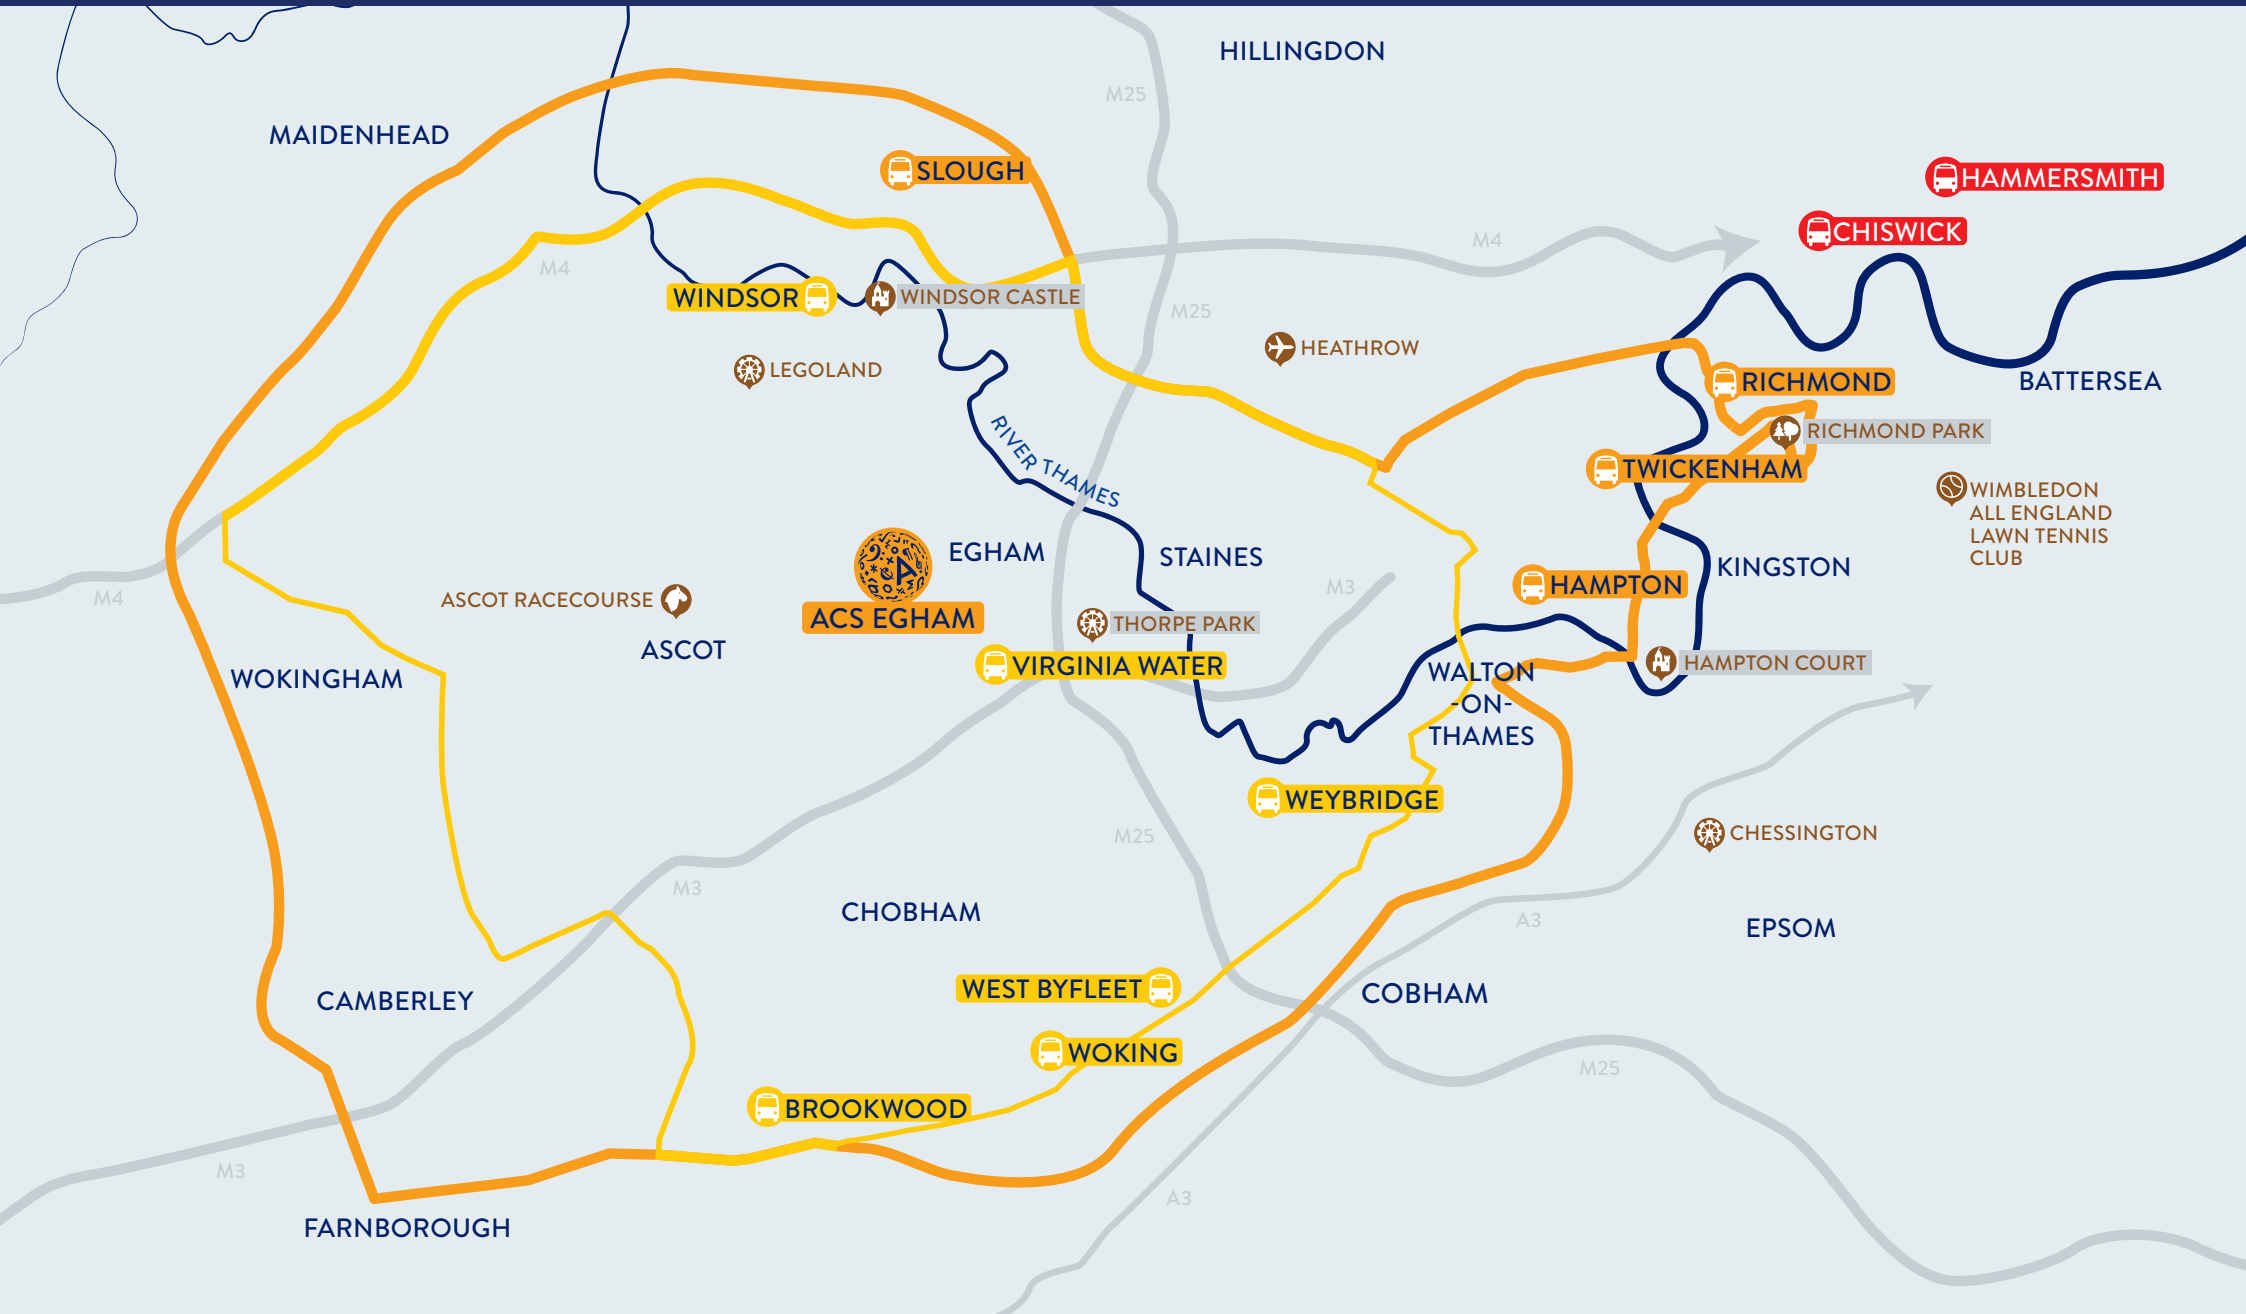 HILLINGDON
M25
MAIDENHEAD
SLOUGH
HAMMERSMITH
CHISWICK
M4
M4
WINDSOR
WINDSOR CASTLE
M25
HEATHROW
LEGOLAND
RICHMOND
BATTERSEA
RICHMOND PARK
RIVER THAMES
TWICKENHAM
WIMBLEDON
ALL ENGLAND
LAWN TENNIS
CLUB
EGHAM
STAINES
KINGSTON
A
M4
ASCOT RACECOURSE
ACS EGHAM
M3
HAMPTON
THORPE PARK
ASCOT
VIRGINIA WATER
HAMPTON COURT
WOKINGHAM
WALTON
-ON-
THAMES
WEYBRIDGE
M25
CHESSINGTON
M3
CHOBHAM
A3
EPSOM
CAMBERLEY
WEST BYFLEET
COBHAM
WOKING
M25
BROOKWOOD
M3
A3
FARNBOROUGH